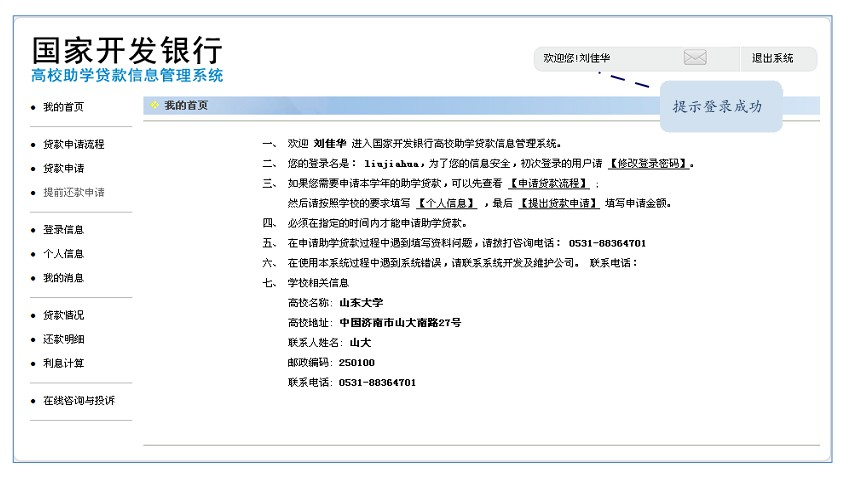 国家开发银行
高校助学贷款信息管理系统
欢迎您!刘佳华
退出系统
提示登录成功
我的首页
我的首页
贷款申请流程
贷款申请
提前还款申请
登录信息
个人信息
我的消息
贷款情况
还款明细
利息计算
在线咨询与投诉
一、 欢迎 刘佳华 进入国家开发银行高校助学贷款信息管理系统。
二、 您的登录名是: liujiahua,为了您的信息安全,初次登录的用户请 【修改登录密码】。
三、 如果您需要申请本学年的助学贷款,可以先查看 【申请贷款流程】 ;
然后请按照学校的要求填写 【个人信息】 ,最后 【提出贷款申请】 填写申请金额。
四、 必须在指定的时间内才能申请助学贷款。
五、 在申请助学贷款过程中遇到填写资料问题,请拨打咨询电话: 0531-88364701
六、 在使用本系统过程中遇到系统错误,请联系系统开发及维护公司。 联系电话:
七、 学校相关信息
高校名称: 山东大学
高校地址: 中国济南市山大南路27号
联系人姓名: 山大
邮政编码: 250100
联系电话: 0531-88364701